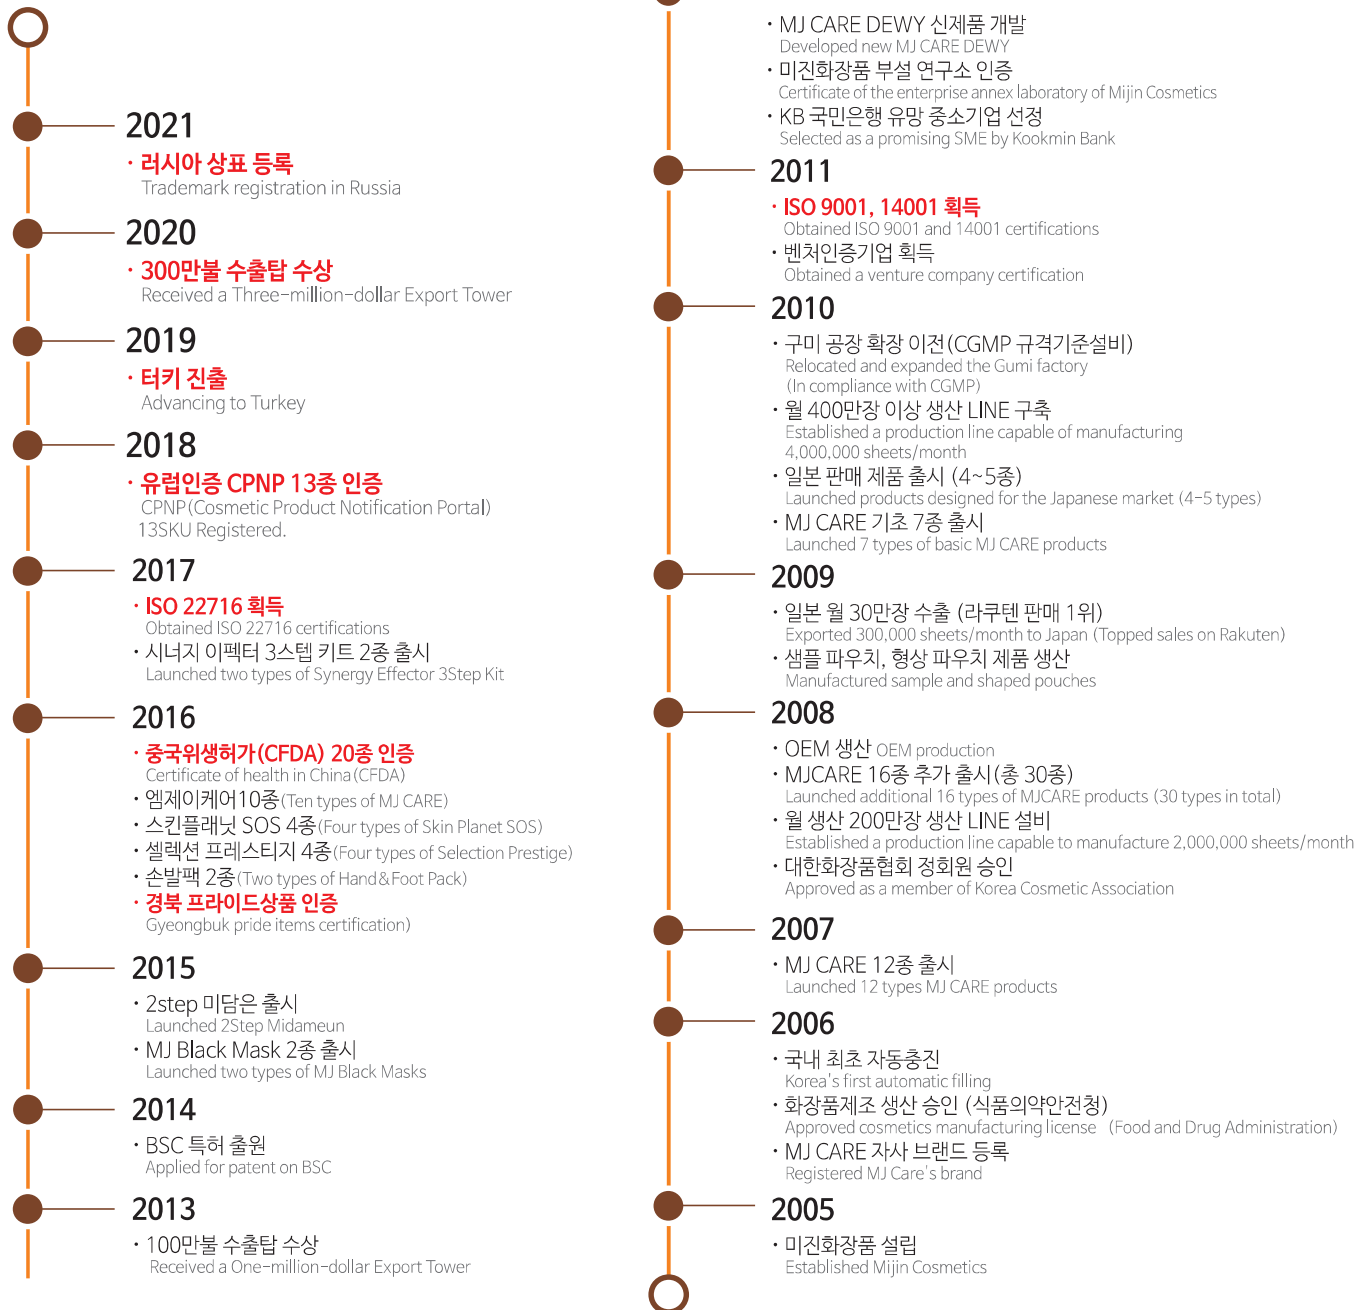 2021
· 러시아 상표 등록
Trademark registration in Russia
2020
· 300만불 수출탑 수상
Received a Three-million-dollar Export Tower
2019
· 터키 진출
Advancing to Turkey
2018
· 유럽인증 CPNP 13종 인증
CPNP(Cosmetic Product Notification Portal)
13SKU Registered.
2017
· ISO 22716 획득
Obtained ISO 22716 certifications
· 시너지 이펙터 3스텝 키트 2종 출시
Launched two types of Synergy Effector 3Step Kit
2016
· 중국위생허가(CFDA) 20종 인증
Certificate of health in China(CFDA)
· 엠제이케어10종(Ten types of MJ CARE)
· 스킨플래닛 SOS 4종(Four types of Skin Planet SOS)
· 셀렉션 프레스티지 4종(Four types of Selection Prestige)
· 손발팩 2종(Two types of Hand&Foot Pack)
· 경북 프라이드상품 인증
Gyeongbuk pride items certification)
2015
· 2step 미담은 출시
Launched 2Step Midameun
· MJ Black Mask 2종 출시
Launched two types of MJ Black Masks
2014
· BSC 특허 출원
Applied for patent on BSC
2013
· 100만불 수출탑 수상
Received a One-million-dollar Export Tower
· MJ CARE DEWY 신제품 개발
Developed new MJ CARE DEWY
· 미진화장품 부설 연구소 인증
Certificate of the enterprise annex laboratory of Mijin Cosmetics
· KB 국민은행 유망 중소기업 선정
Selected as a promising SME by Kookmin Bank
2011
· ISO 9001, 14001 획득
Obtained ISO 9001 and 14001 certifications
· 벤처인증기업 획득
Obtained a venture company certification
2010
· 구미 공장 확장 이전(CGMP 규격기준설비)
Relocated and expanded the Gumi factory
(In compliance with CGMP)
· 월 400만장 이상 생산 LINE 구축
Established a production line capable of manufacturing
4,000,000 sheets/month
· 일본 판매 제품 출시 (4~5종)
Launched products designed for the Japanese market (4-5 types)
· MJ CARE 기초 7종 출시
Launched 7 types of basic MJ CARE products
2009
· 일본 월 30만장 수출 (라쿠텐 판매 1위)
Exported 300,000 sheets/month to Japan (Topped sales on Rakuten)
· 샘플 파우치, 형상 파우치 제품 생산
Manufactured sample and shaped pouches
2008
· OEM 생산 OEM production
· MJCARE 16종 추가 출시(총 30종)
Launched additional 16 types of MJCARE products (30 types in total)
· 월 생산 200만장 생산 LINE 설비
Established a production line capable to manufacture 2,000,000 sheets/month
· 대한화장품협회 정회원 승인
Approved as a member of Korea Cosmetic Association
2007
· MJ CARE 12종 출시
Launched 12 types MJ CARE products
2006
· 국내 최초 자동충진
Korea's first automatic filling
· 화장품제조 생산 승인 (식품의약안전청)
Approved cosmetics manufacturing license (Food and Drug Administration)
· MJ CARE 자사 브랜드 등록
Registered MJ Care's brand
2005
· 미진화장품 설립
Established Mijin Cosmetics